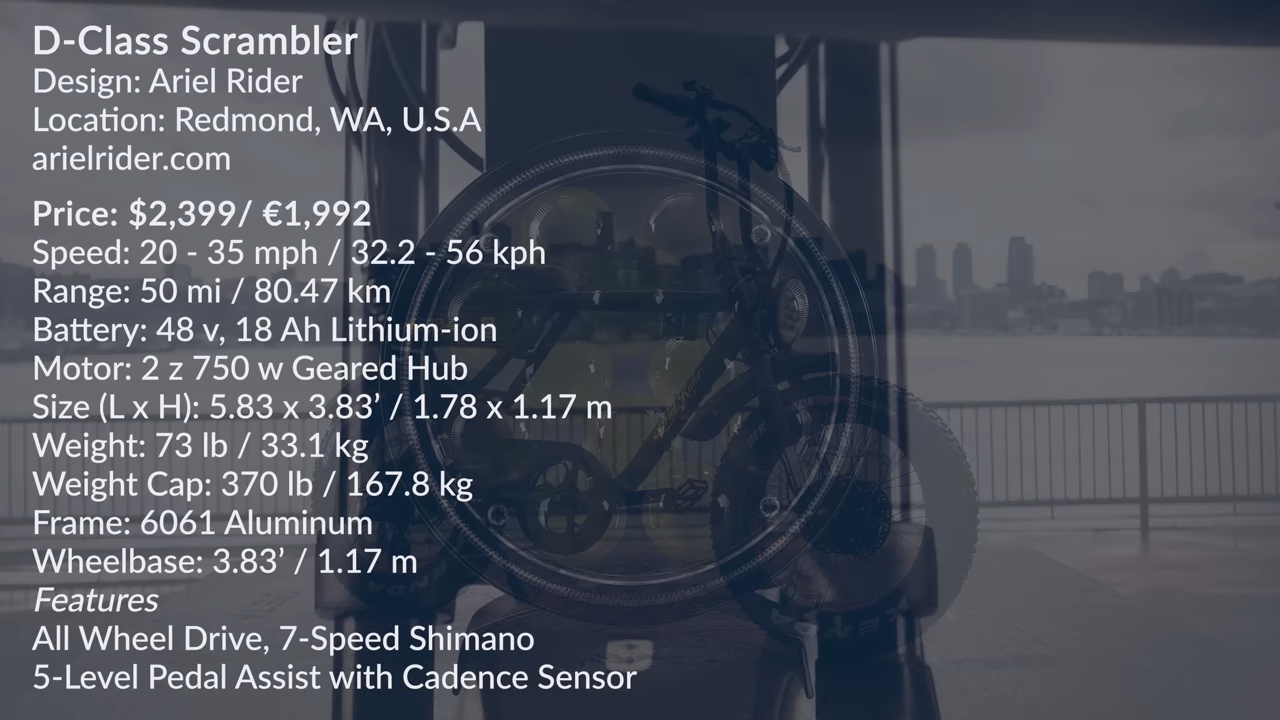 D-Class Scrambler
Design: Ariel Rider
Location: Redmond, WA, U.S.A
arielrider.com
Price: $2,399/ €1,992
Speed: 20 - 35 mph / 32.2 - 56 kph
Range: 50 mi / 80.47 km
Battery: 48 v, 18 Ah Lithium-ion
Motor: 2 z 750 w Geared Hub
Size (L x H): 5.83 x 3.83’ / 1.78 x 1.17 m
Weight: 73 lb / 33.1 kg
Weight Cap: 370 lb / 167.8 kg
Frame: 6061 Aluminum
Wheelbase: 3.83’ / 1.17 m
Features
All Wheel Drive, 7-Speed Shimano
5-Level Pedal Assist with Cadence Sensor